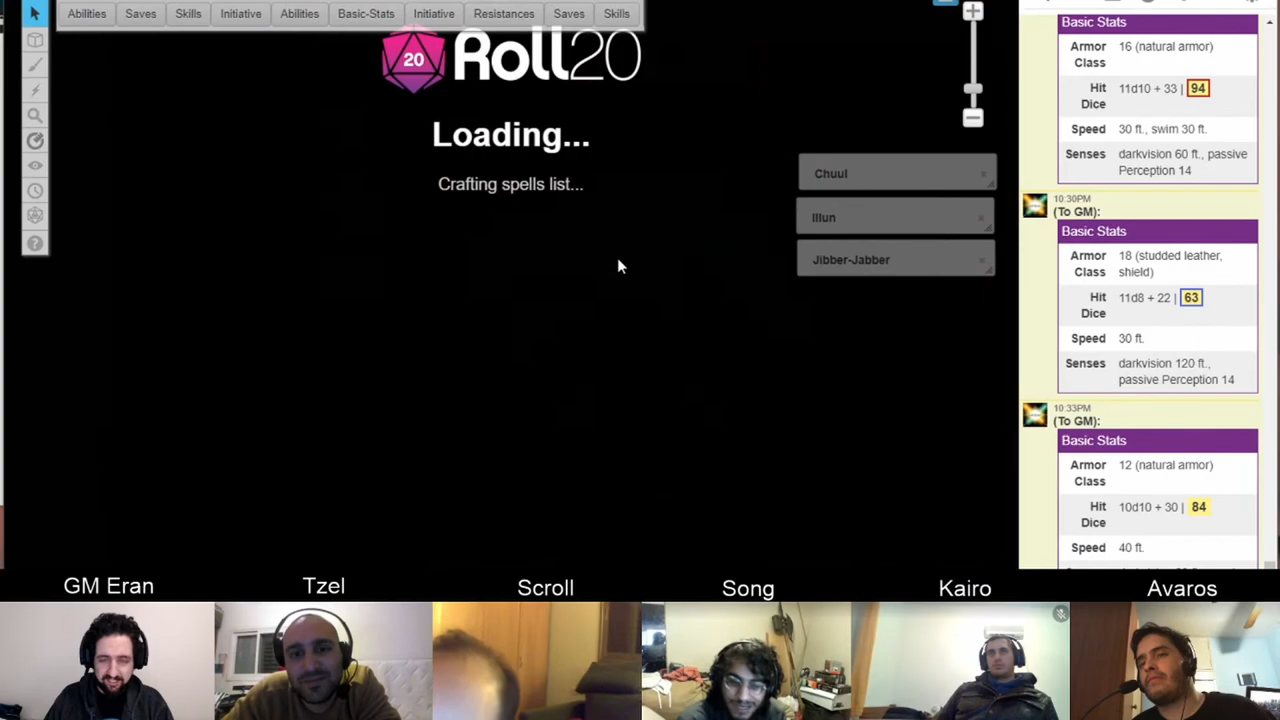 Abilities Saves Skills Initiative Abilities Basic-Stats Initiative Resistances Saves Skills
20 Roll20
Loading...
Crafting spells list...
Chuul
Illun
Jibber-Jabber
Basic Stats
Armor Class 16 (natural armor)
Hit Dice 11d10 + 33 | 94
Speed 30 ft., swim 30 ft.
Senses darkvision 60 ft., passive
Perception 14
10:30PM
(To GM):
Basic Stats
Armor Class 18 (studded leather,
shield)
Hit Dice 11d8 + 22 | 63
Speed 30 ft.
Senses darkvision 120 ft.,
passive Perception 14
10:33PM
(To GM):
Basic Stats
Armor Class 12 (natural armor)
Hit Dice 10d10 + 30 | 84
Speed 40 ft.
GM Eran Tzel Scroll Song Kairo Avaros